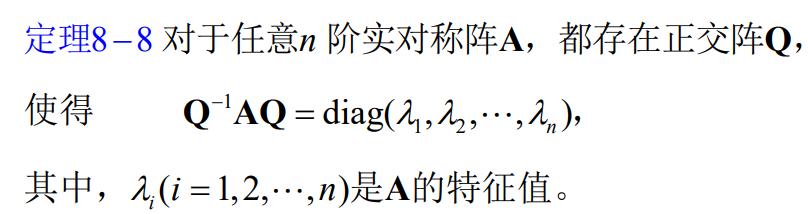 定理8−8 对于任意n 阶实对称阵A，都存在正交阵Q，
使得 Q⁻¹AQ = diag(λ₁,λ₂,⋯,λₙ)，
其中，λᵢ(i = 1,2,⋯,n)是A的特征值。